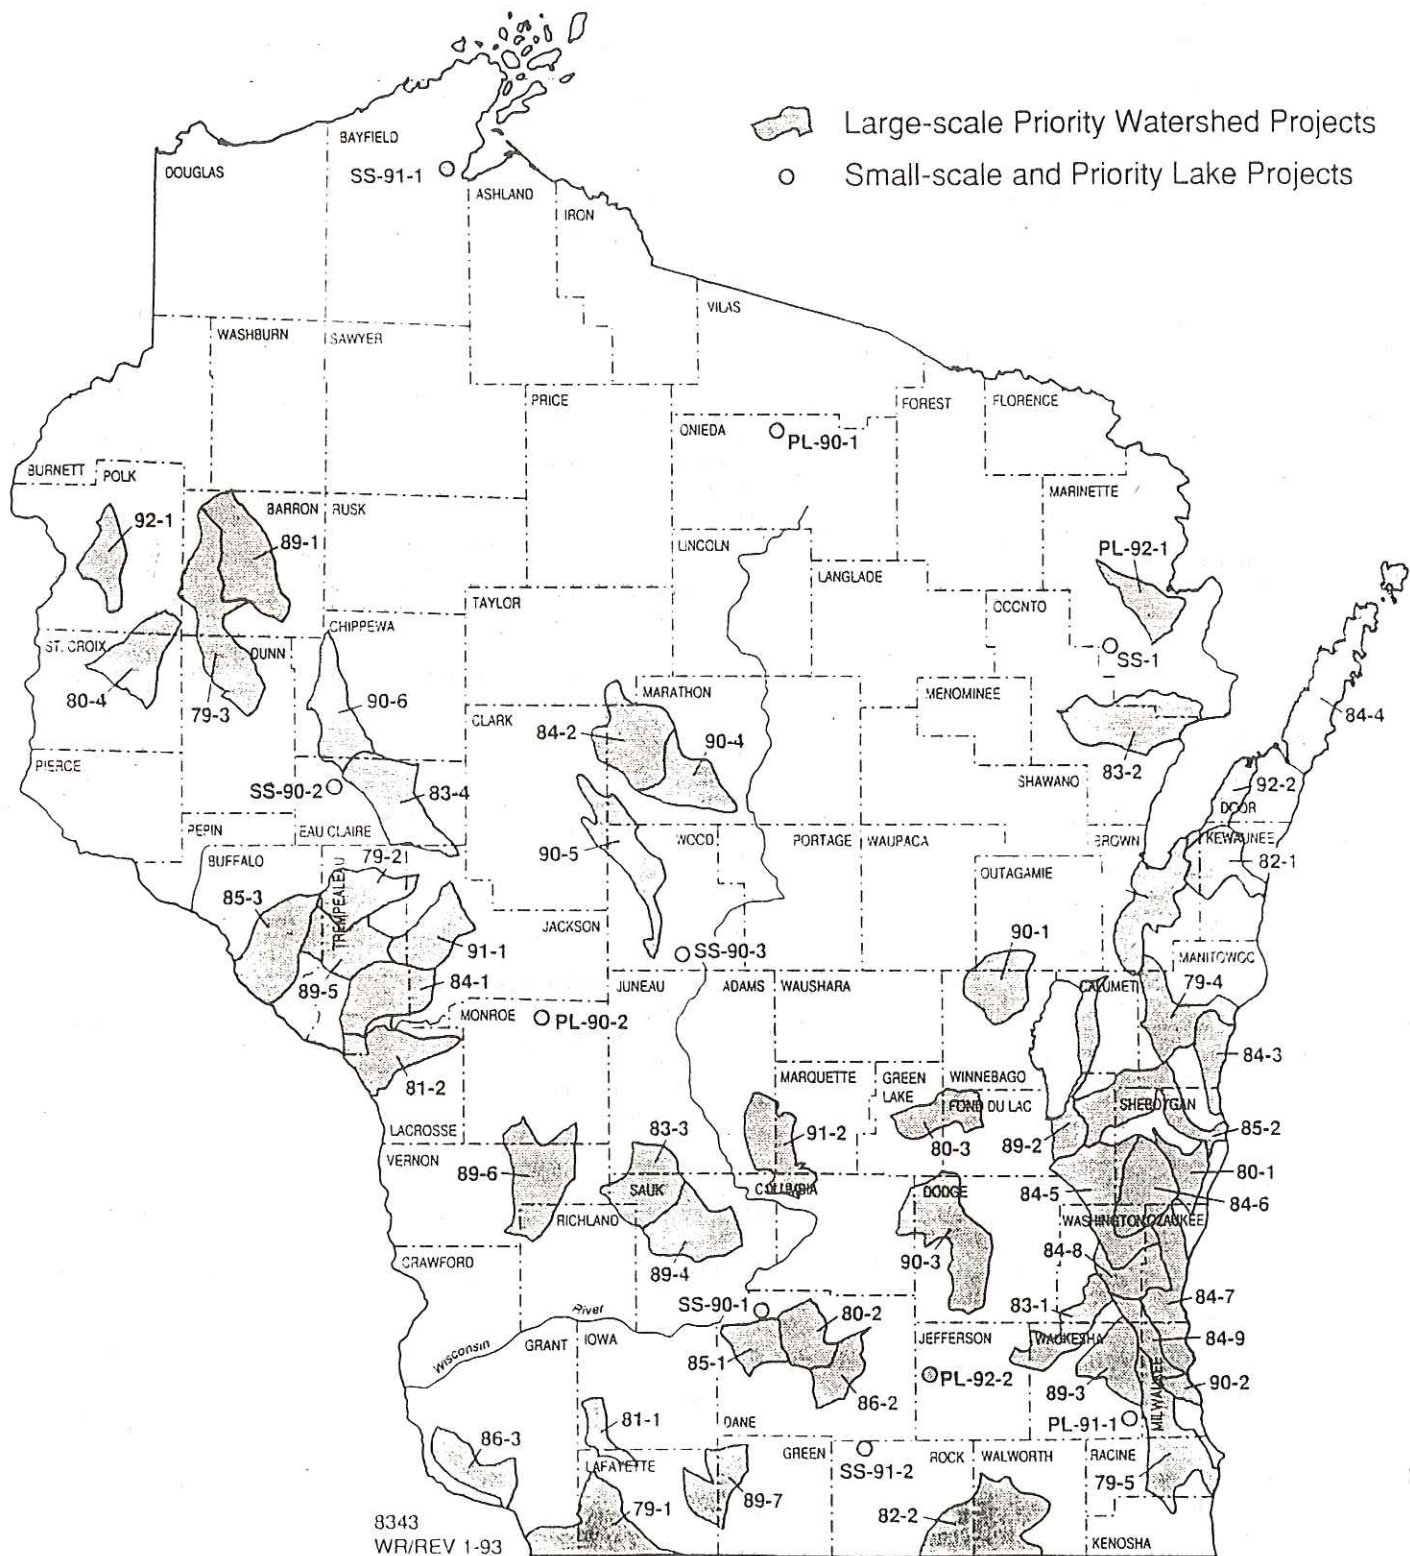 Large-scale Priority Watershed Projects
Small-scale and Priority Lake Projects
BAYFIELD
DOUGLAS
SS-91-1
ASHLAND
IRON
VILAS
WASHBURN
SAWYER
PRICE
FOREST
FLORENCE
ONIEDA
PL-90-1
BURNETT
POLK
MARINETTE
BARRON
RUSK
92-1
89-1
LINCOLN
PL-92-1
LANGLADE
TAYLOR
OCCNTO
CHIPPEWA
ST. CROIX
DUNN
SS-1
80-4
79-3
90-6
MARATHON
MENOMINEE
84-4
CLARK
84-2
90-4
PIERCE
83-2
SHAWANO
92-2
SS-90-2
83-4
DOOR
PEPIN
EAU CLAIRE
WCCD
PORTAGE
WAUPACA
BROWN
KEWAUNEE
BUFFALO
79-2
90-5
82-1
OUTAGAMIE
85-3
TREMPEALEAU
JACKSON
90-1
91-1
SS-90-3
MANITOWCC
89-5
84-1
JUNEAU
ADAMS
WAUSHARA
CALUMET
79-4
MONROE
PL-90-2
84-3
81-2
MARQUETTE
GREEN
LAKE
WINNEBAGO
FOND DU LAC
SHEBOYGAN
LACROSSE
83-3
91-2
80-3
89-2
85-2
VERNON
89-6
80-1
SAUK
COLUMBIA
DODGE
84-5
84-6
RICHLAND
WASHINGTON
OZAUKEE
CRAWFORD
89-4
90-3
84-8
SS-90-1
80-2
83-1
84-7
River
Wisconsin
GRANT
IOWA
JEFFERSON
WAUKESHA
84-9
85-1
PL-92-2
86-2
89-3
MILWAUKEE
90-2
81-1
DANE
PL-91-1
86-3
GREEN
ROCK
WALWORTH
RACINE
LAFAYETTE
SS-91-2
79-5
89-7
79-1
82-2
8343
WR/REV 1-93
KENOSHA